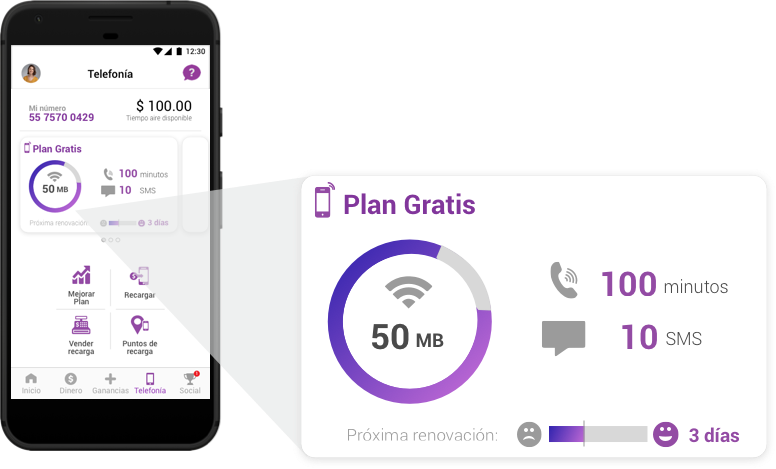 12:30
Telefonía
?
Mi número
55 7570 0429
$ 100.00
Tiempo aire disponible
Plan Gratis
50 MB
100 minutos
10 SMS
Próxima renovación:
3 días
Mejorar
Plan
Recargar
Vender
recarga
Puntos de
recarga
Inicio
Dinero
Ganancias
Telefonía
Social
Plan Gratis
50 MB
100 minutos
10 SMS
Próxima renovación:
3 días